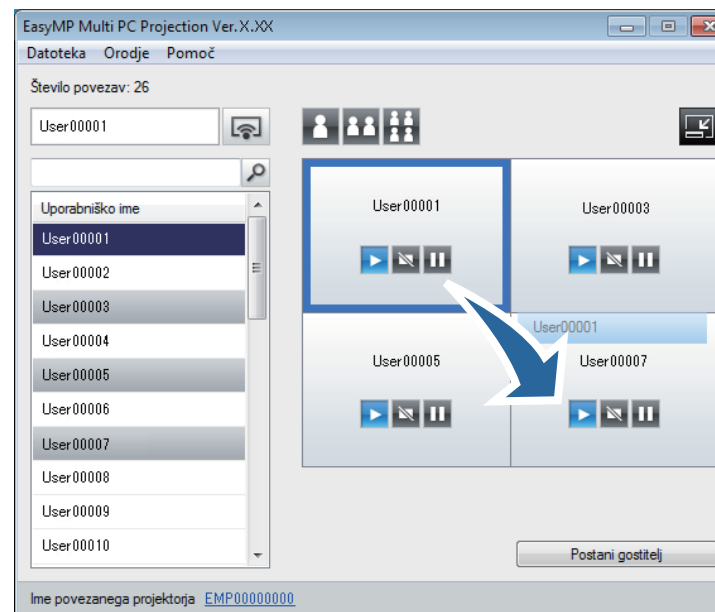 EasyMP Multi PC Projection Ver.X.XX
Datoteka Orodje Pomoč
Število povezav: 26
User00001
Uporabniško ime
User00001
User00002
User00003
User00004
User00005
User00006
User00007
User00008
User00009
User00010
User00001
User00003
User00005
User00001
User00007
Postani gostitelj
Ime povezanega projektorja EMP00000000